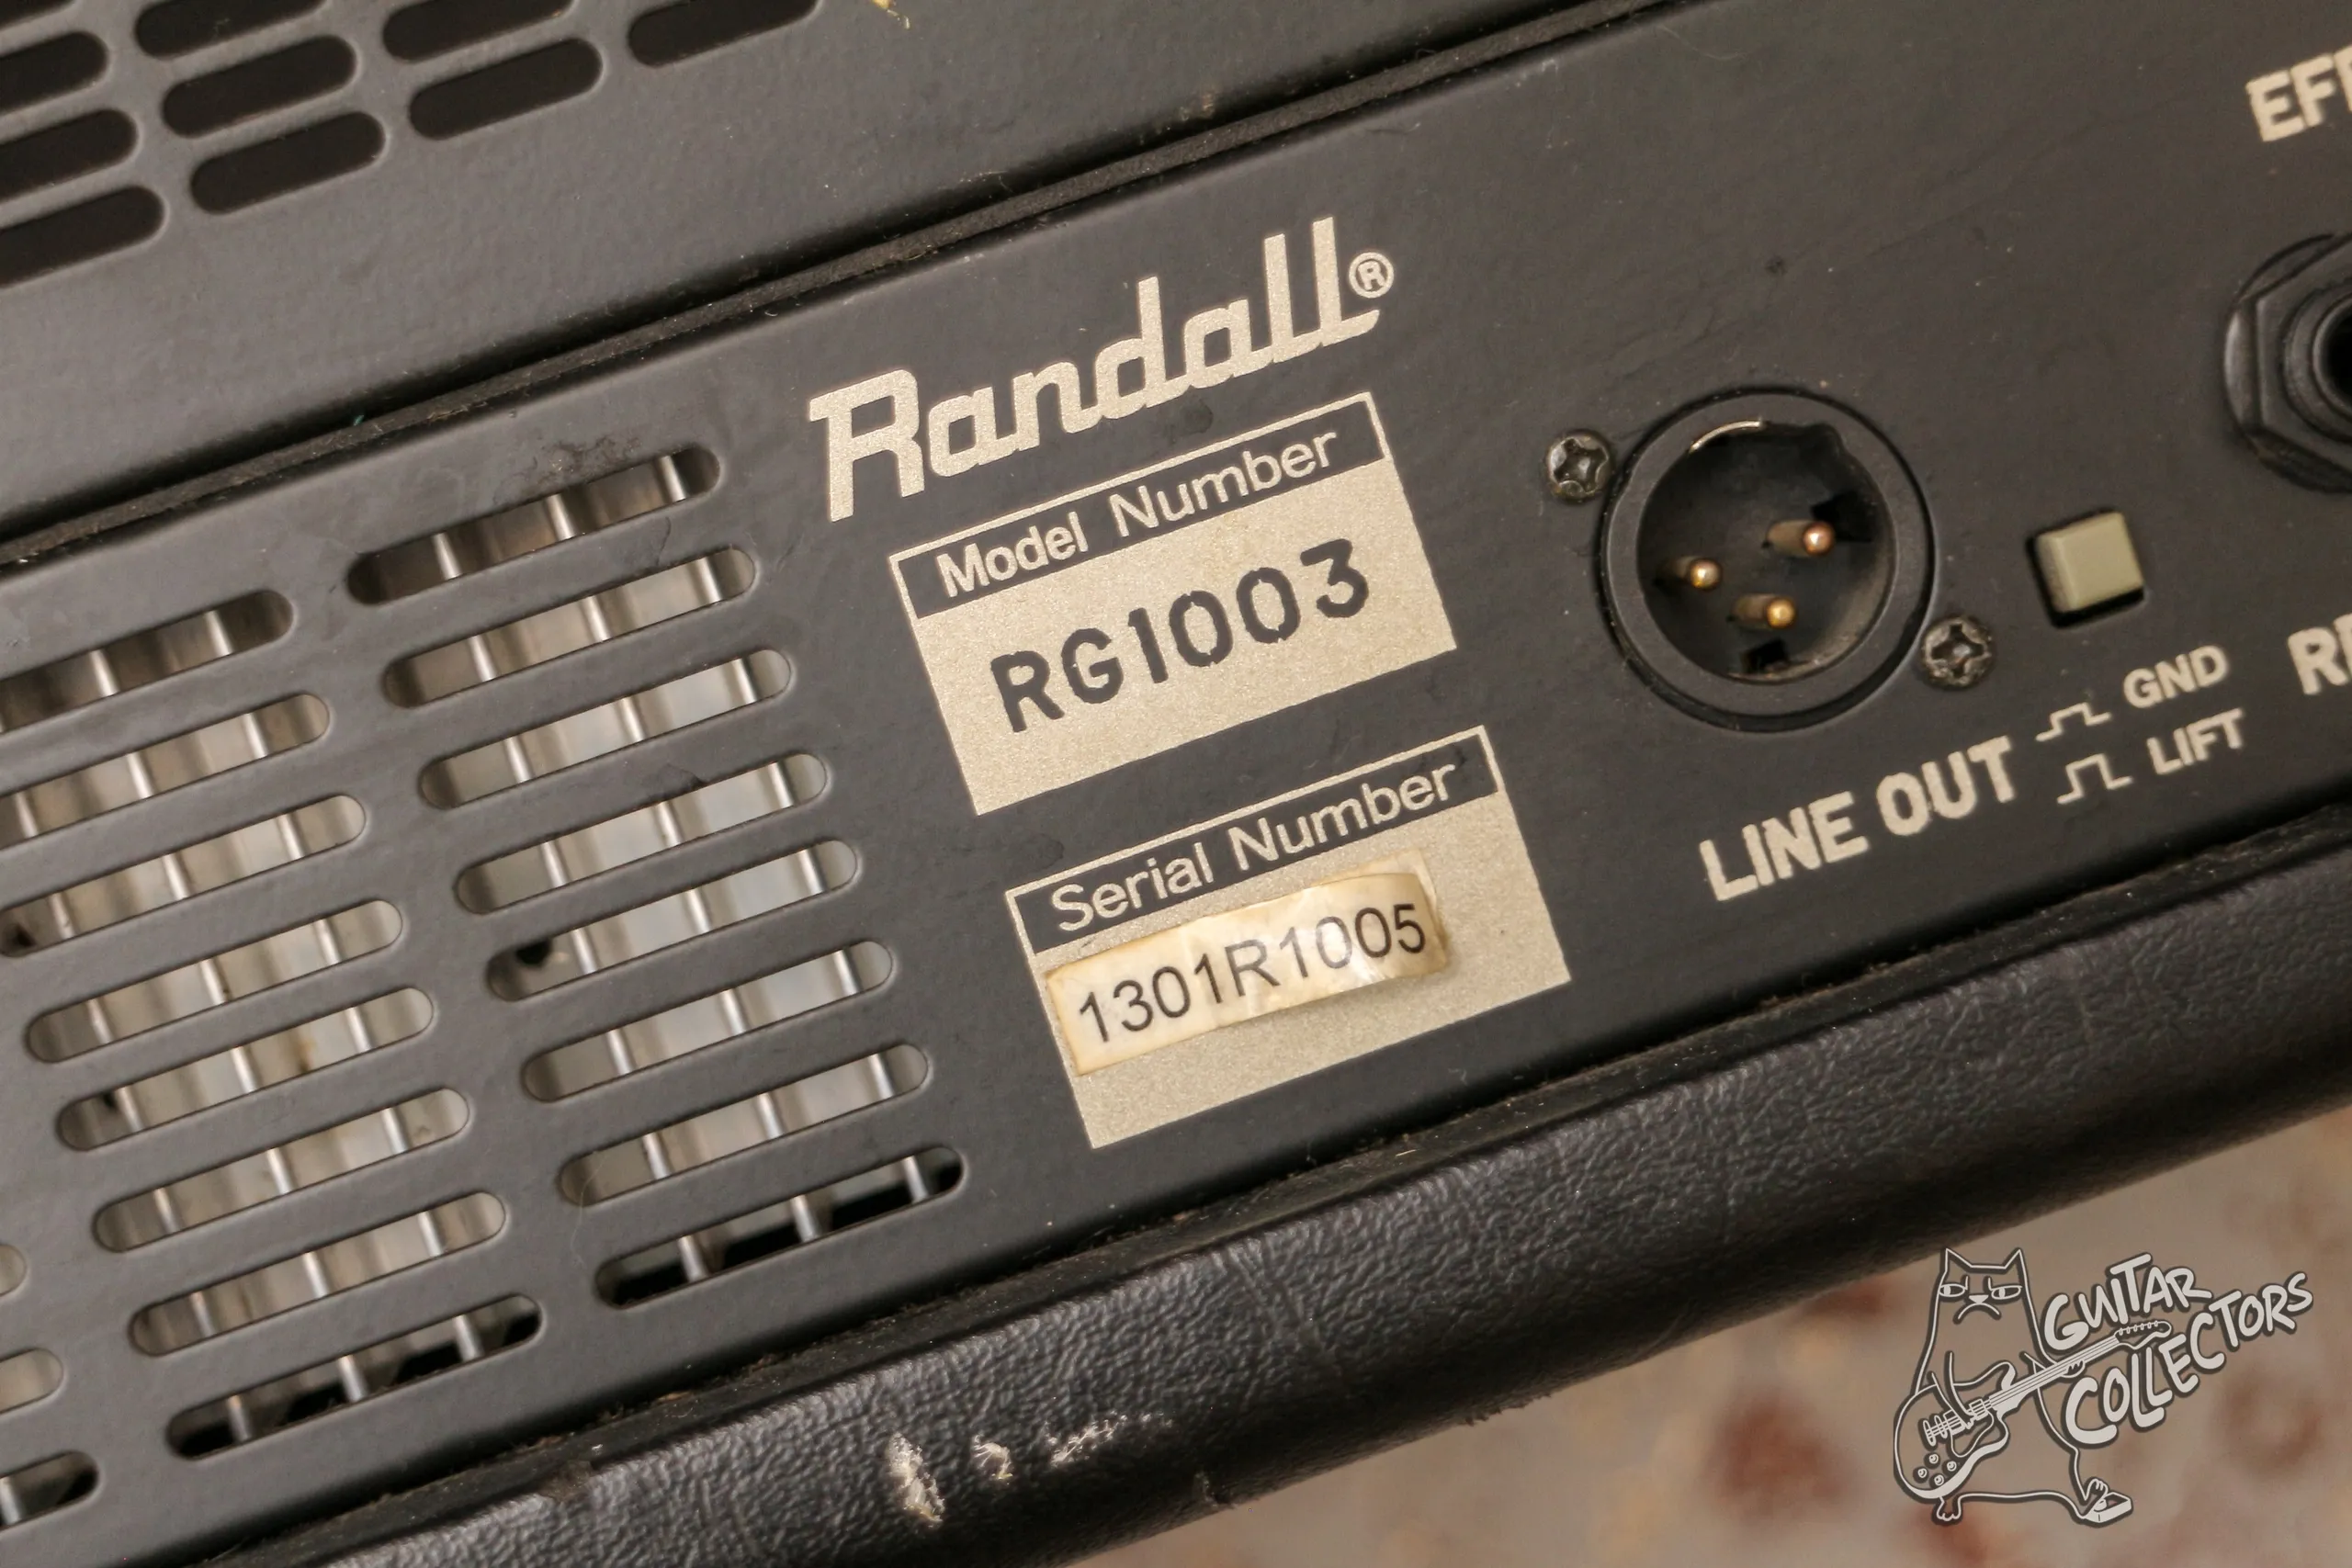 Randall®
Model Number
RG1003
Serial Number
1301R1005
LINE OUT
GND
LIFT
GUITAR
COLLECTORS